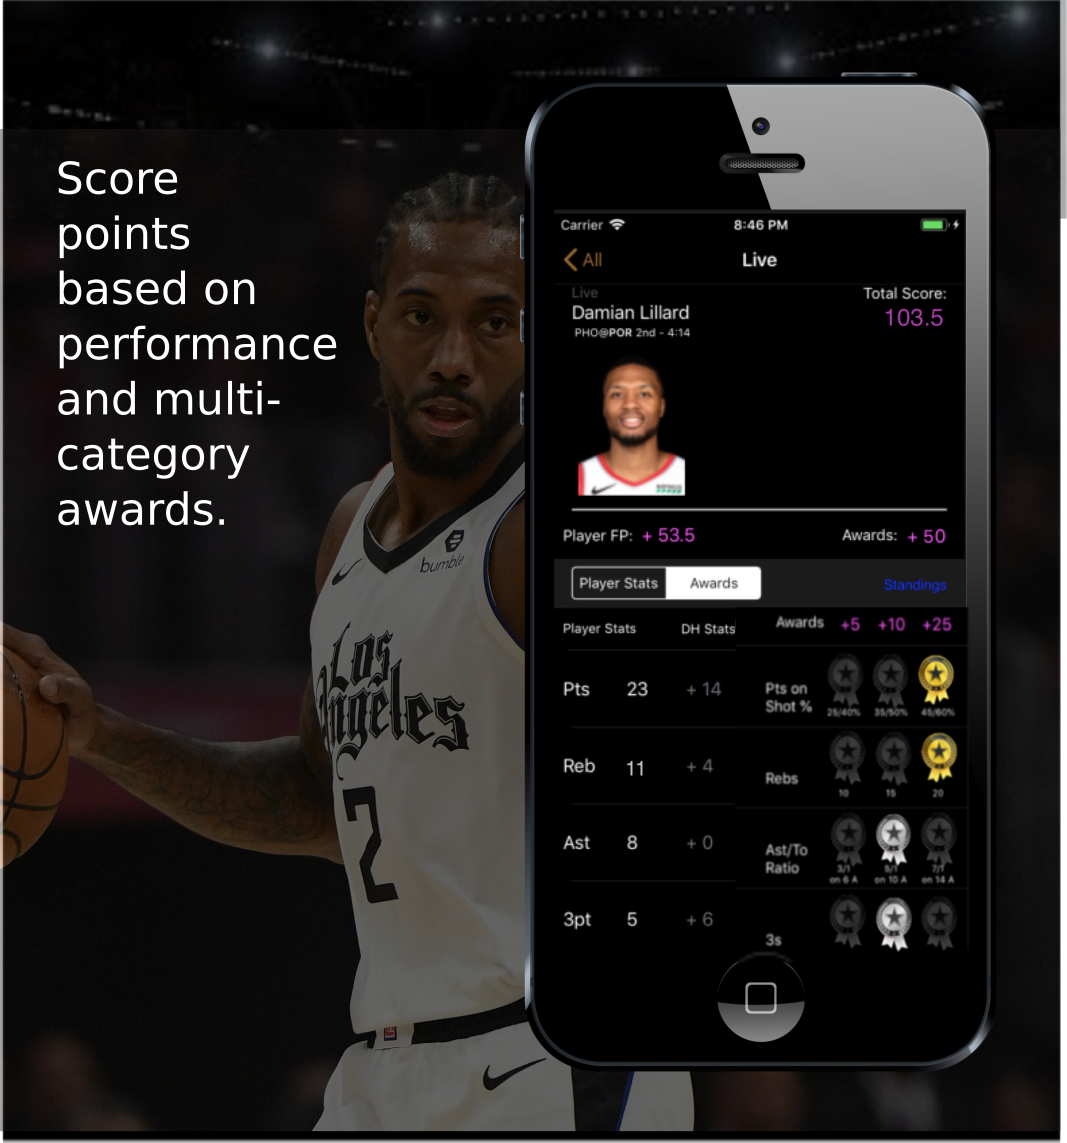 Score
points
based on
performance
and multi-
category
awards.
bumble
Los
Angeles
2
Carrier 8:46 PM
All Live
Live
Damian Lillard
PHO@POR 2nd - 4:14
Total Score:
103.5
Player FP: + 53.5 Awards: + 50
Player Stats Awards Standings
Player Stats DH Stats Awards +5 +10 +25
Pts 23 + 14 Pts on
Shot %
25/40% 35/50% 45/60%
Reb 11 + 4 Rebs
10 15 20
Ast 8 + 0 Ast/To
Ratio
3/1 5/1 7/1
on 6 A on 10 A on 14 A
3pt 5 + 6 3s